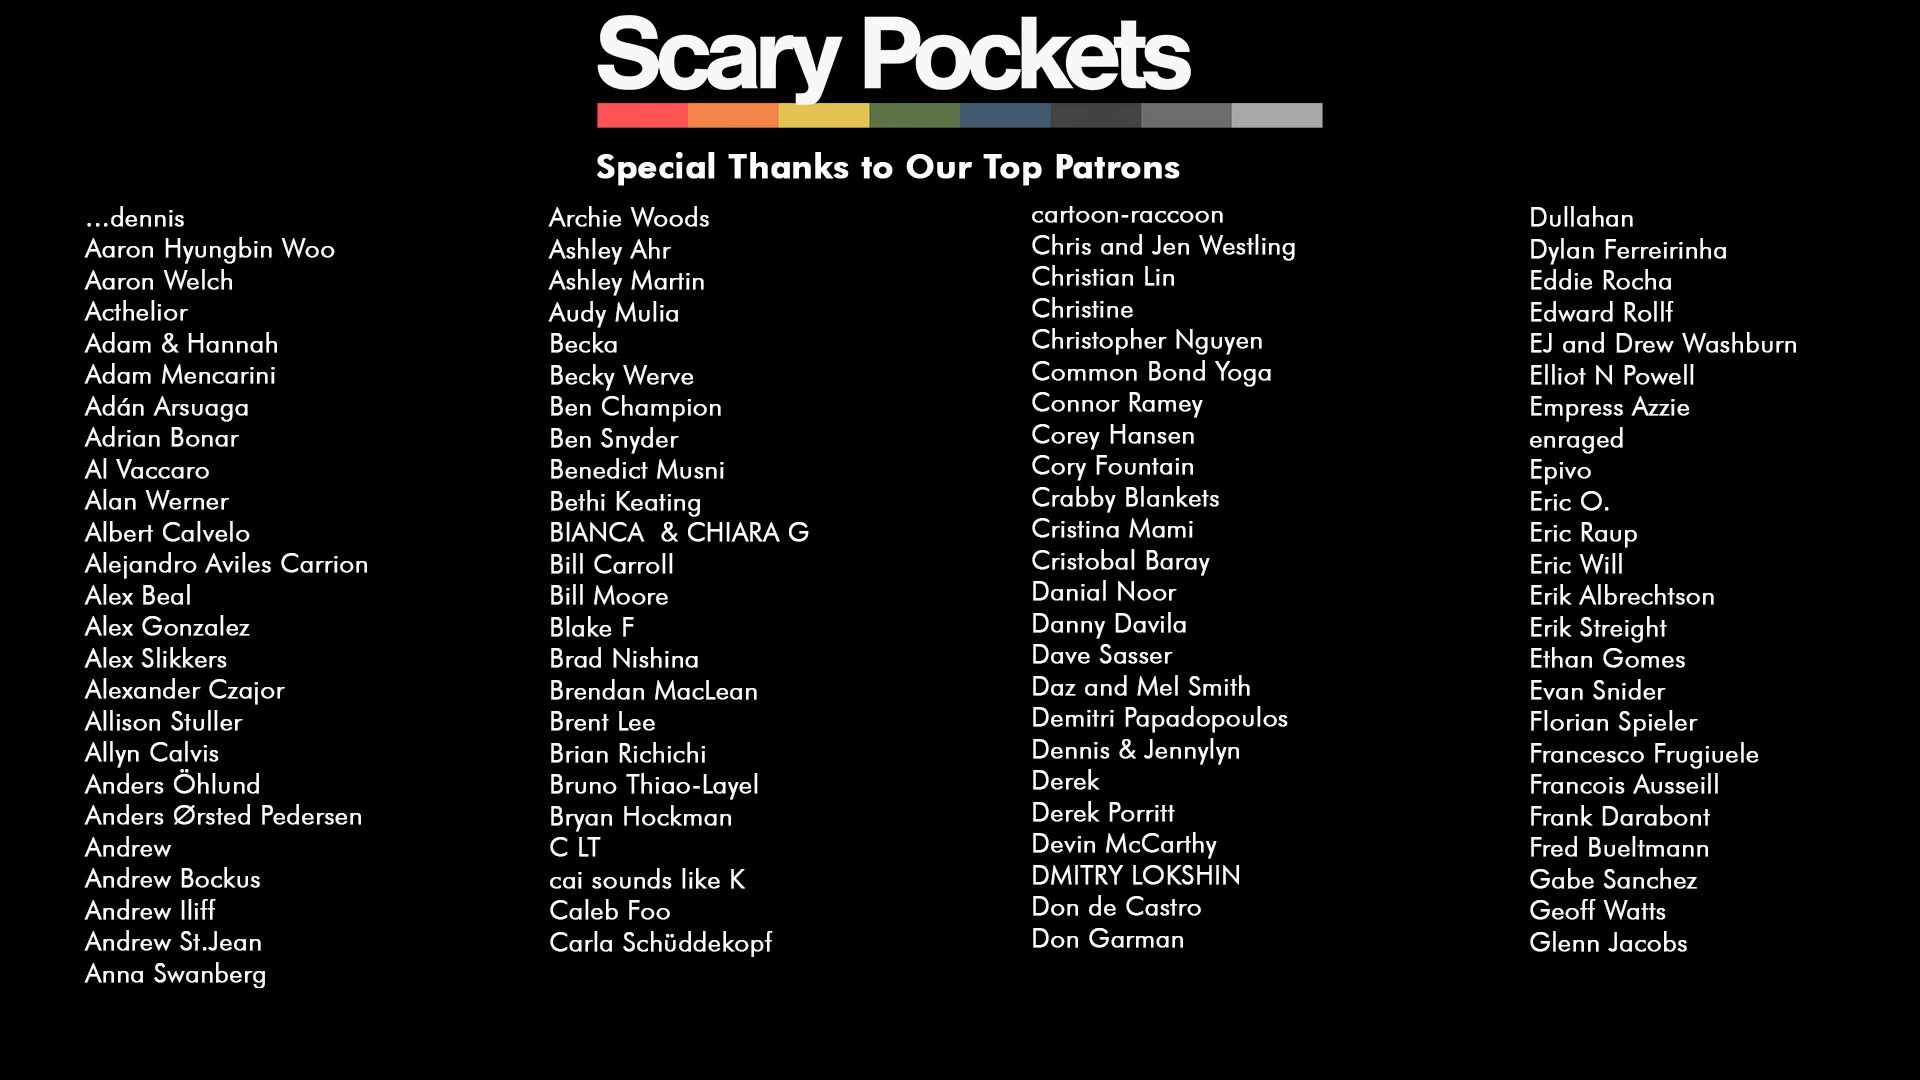 Scary Pockets
Special Thanks to Our Top Patrons
...dennis
Aaron Hyungbin Woo
Aaron Welch
Acthelior
Adam & Hannah
Adam Mencarini
Adán Arsuaga
Adrian Bonar
Al Vaccaro
Alan Werner
Albert Calvelo
Alejandro Aviles Carrion
Alex Beal
Alex Gonzalez
Alex Slikkers
Alexander Czajor
Allison Stuller
Allyn Calvis
Anders Öhlund
Anders Ørsted Pedersen
Andrew
Andrew Bockus
Andrew Iliff
Andrew St.Jean
Anna Swanberg
Archie Woods
Ashley Ahr
Ashley Martin
Audy Mulia
Becka
Becky Werve
Ben Champion
Ben Snyder
Benedict Musni
Bethi Keating
BIANCA  & CHIARA G
Bill Carroll
Bill Moore
Blake F
Brad Nishina
Brendan MacLean
Brent Lee
Brian Richichi
Bruno Thiao-Layel
Bryan Hockman
C LT
cai sounds like K
Caleb Foo
Carla Schüddekopf
cartoon-raccoon
Chris and Jen Westling
Christian Lin
Christine
Christopher Nguyen
Common Bond Yoga
Connor Ramey
Corey Hansen
Cory Fountain
Crabby Blankets
Cristina Mami
Cristobal Baray
Danial Noor
Danny Davila
Dave Sasser
Daz and Mel Smith
Demitri Papadopoulos
Dennis & Jennylyn
Derek
Derek Porritt
Devin McCarthy
DMITRY LOKSHIN
Don de Castro
Don Garman
Dullahan
Dylan Ferreirinha
Eddie Rocha
Edward Rollf
EJ and Drew Washburn
Elliot N Powell
Empress Azzie
enraged
Epivo
Eric O.
Eric Raup
Eric Will
Erik Albrechtson
Erik Streight
Ethan Gomes
Evan Snider
Florian Spieler
Francesco Frugiuele
Francois Ausseill
Frank Darabont
Fred Bueltmann
Gabe Sanchez
Geoff Watts
Glenn Jacobs